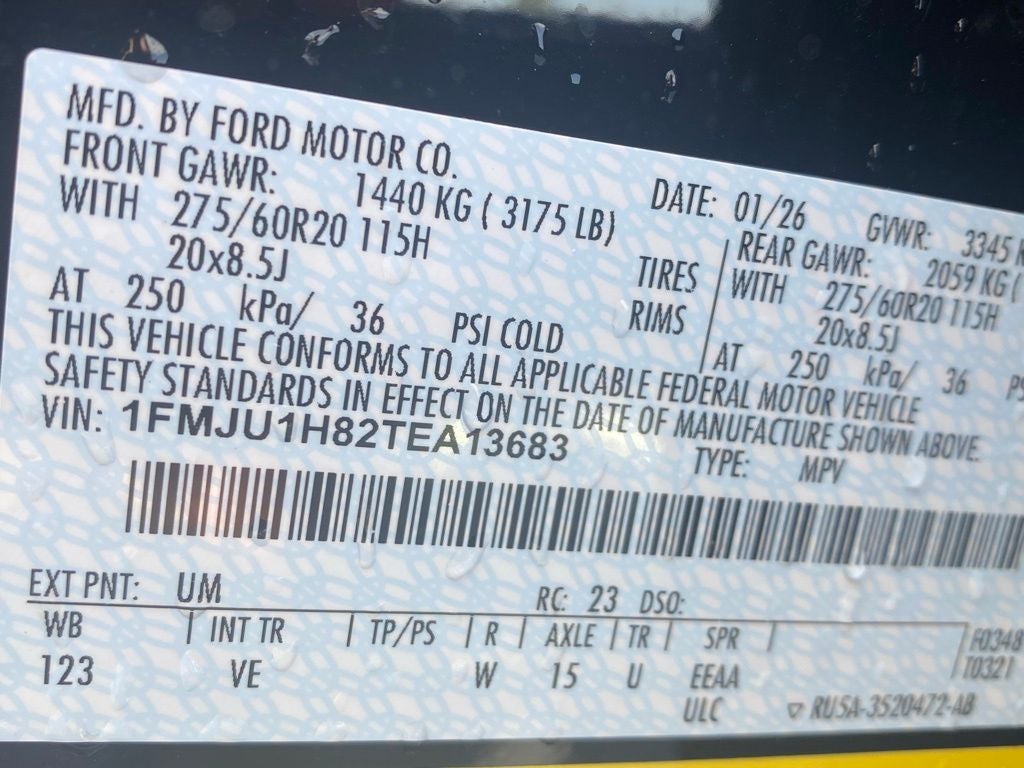 MFD. BY FORD MOTOR CO.
DATE: 01/26 GVWR: 3345
FRONT GAWR: 1440 KG ( 3175 LB)
REAR GAWR: 2059 KG (
WITH 275/60R20 115H TIRES
WITH 275/60R20 115H
20x8.5J RIMS
20x8.5J
AT 250 kPa/ 36 PSI COLD
AT 250 kPa/ 36
THIS VEHICLE CONFORMS TO ALL APPLICABLE FEDERAL MOTOR VEHICLE
SAFETY STANDARDS IN EFFECT ON THE DATE OF MANUFACTURE SHOWN ABOVE.
VIN: 1FMJU1H82TEA13683
TYPE: MPV
EXT PNT: UM RC: 23 DSO:
WB | INT TR | TP/PS | R | AXLE | TR | SPR | F0348
123 VE W 15 U EEAA T0321
ULC ▽ RUSA-3520472-AB